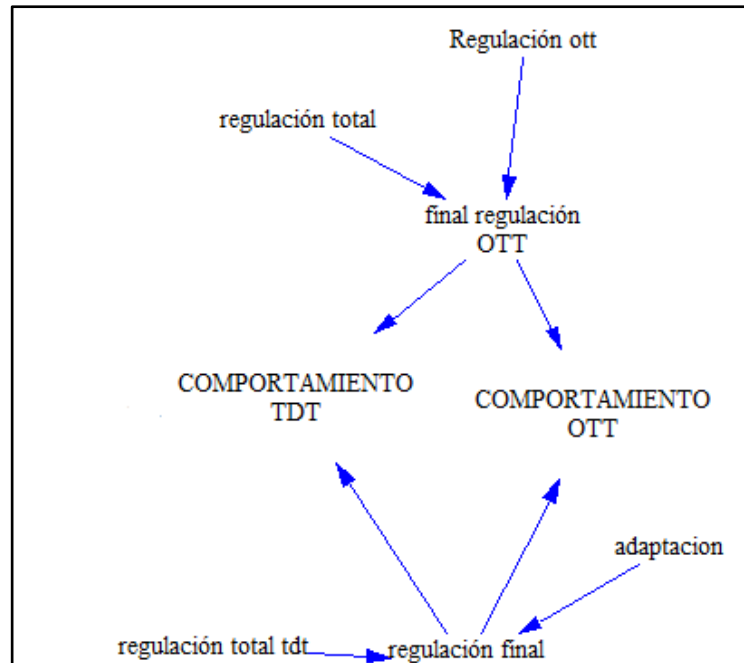 Regulación ott
regulación total
final regulación
OTT
COMPORTAMIENTO
TDT
COMPORTAMIENTO
OTT
adaptacion
regulación total tdt
regulación final